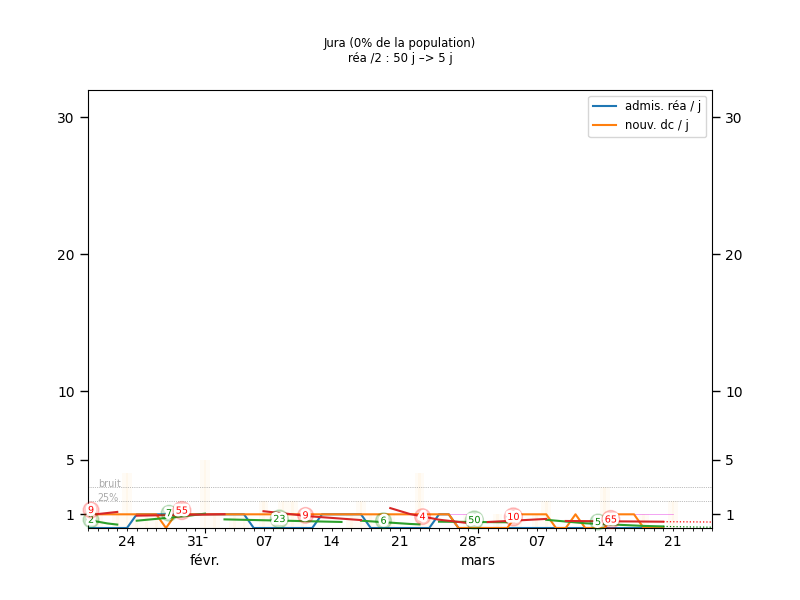 Jura (0% de la population)
réa /2 : 50 j –> 5 j
admis. réa / j
nouv. dc / j
30 30
20 20
10 10
5 5
bruit
25%
1 1
9 2 7 55 23 9 6 4 50 10 5 65
24 31 07 14 21 28 07 14 21
févr. mars